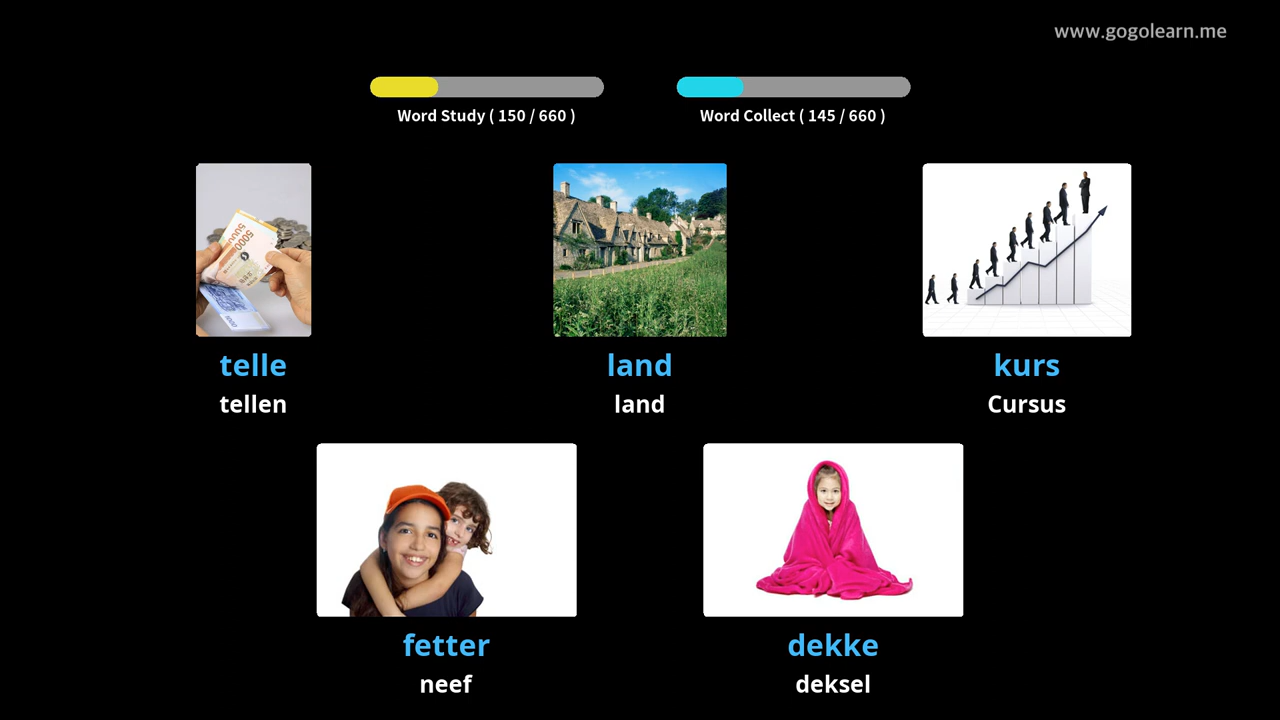 www.gogolearn.me
Word Study ( 150 / 660 )
Word Collect ( 145 / 660 )
telle
tellen
land
land
kurs
Cursus
fetter
neef
dekke
deksel